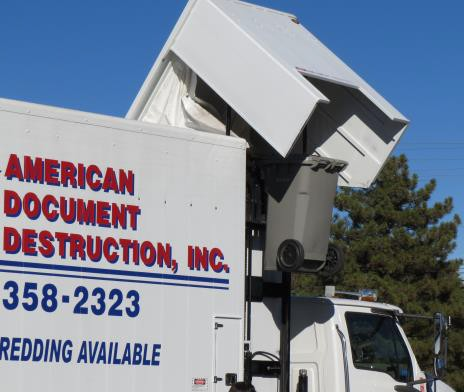 AMERICAN
DOCUMENT
DESTRUCTION, INC.
358-2323
REDDING AVAILABLE